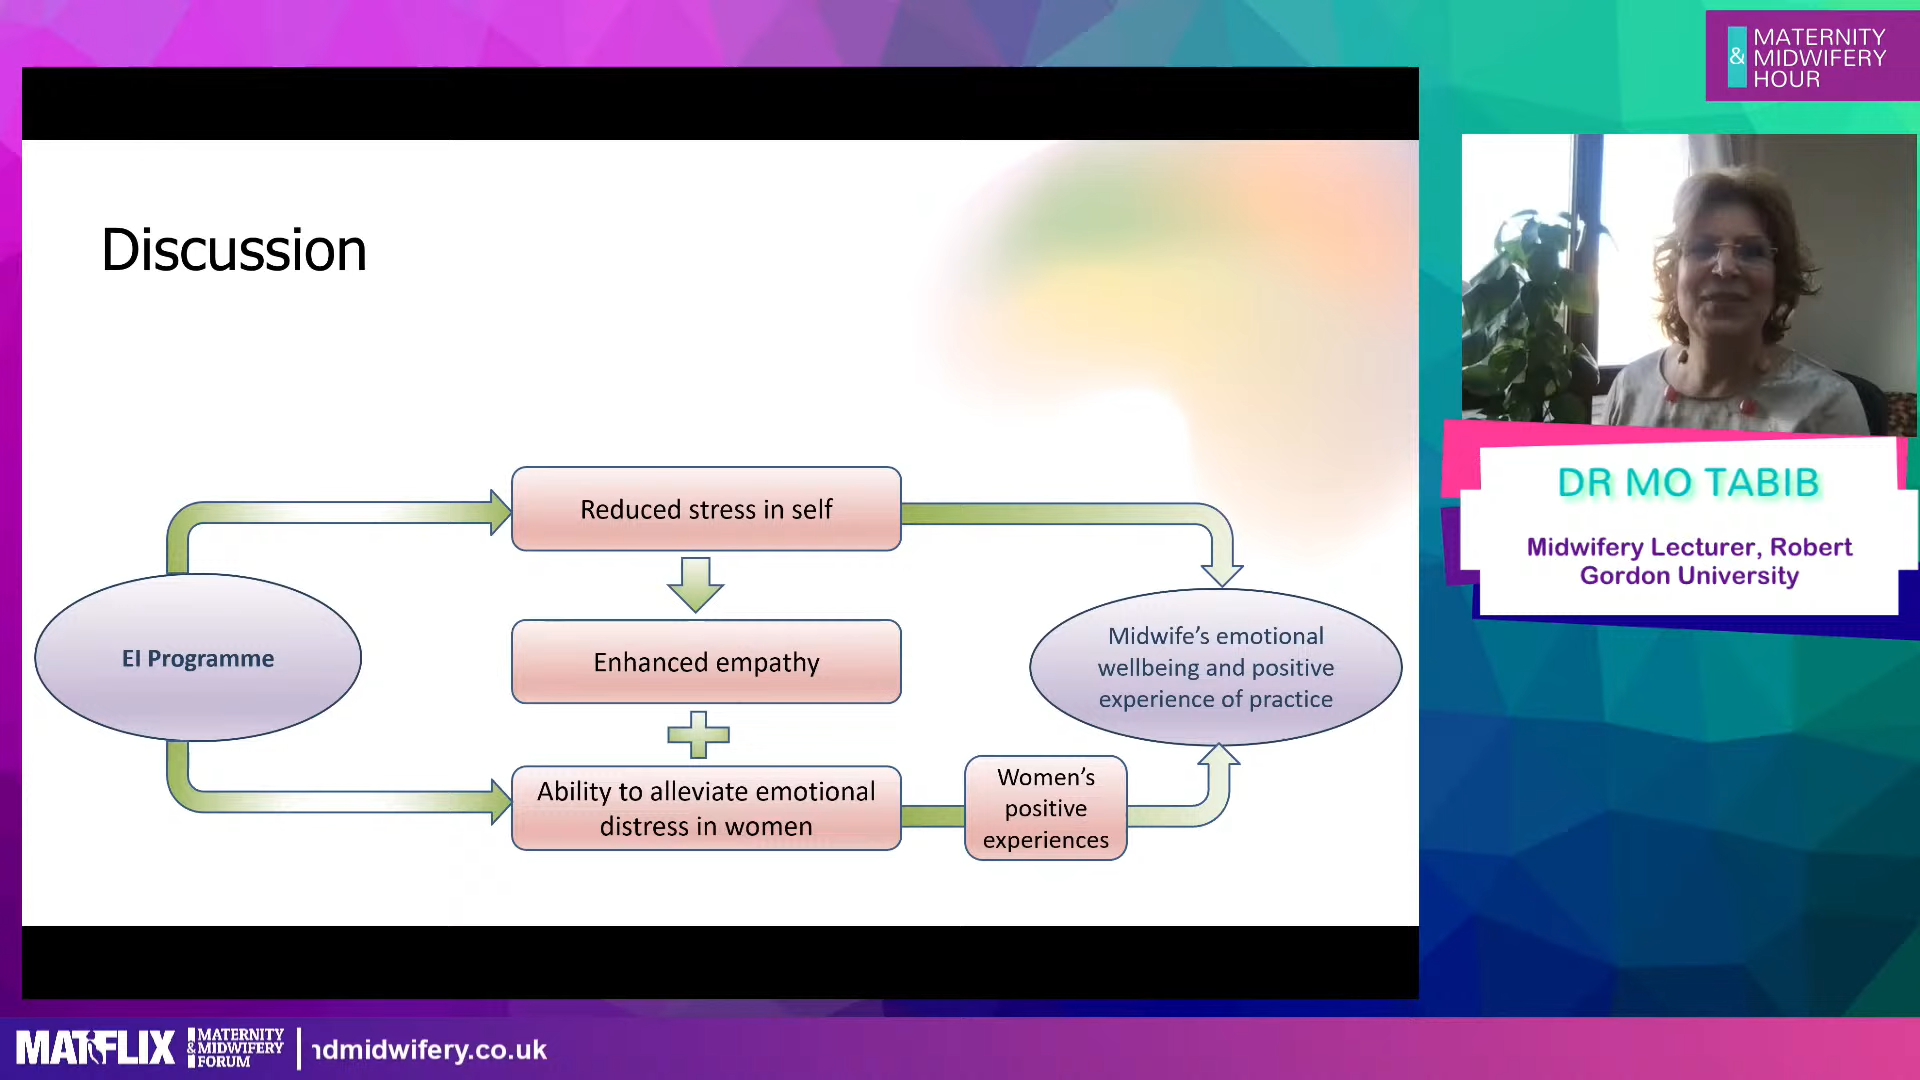 MATERNITY
& MIDWIFERY
HOUR
Discussion
Reduced stress in self
EI Programme
Enhanced empathy
Ability to alleviate emotional
distress in women
Women’s
positive
experiences
Midwife’s emotional
wellbeing and positive
experience of practice
DR MO TABIB
Midwifery Lecturer, Robert
Gordon University
MATFLIX
MATERNITY
& MIDWIFERY
FORUM
ndmidwifery.co.uk